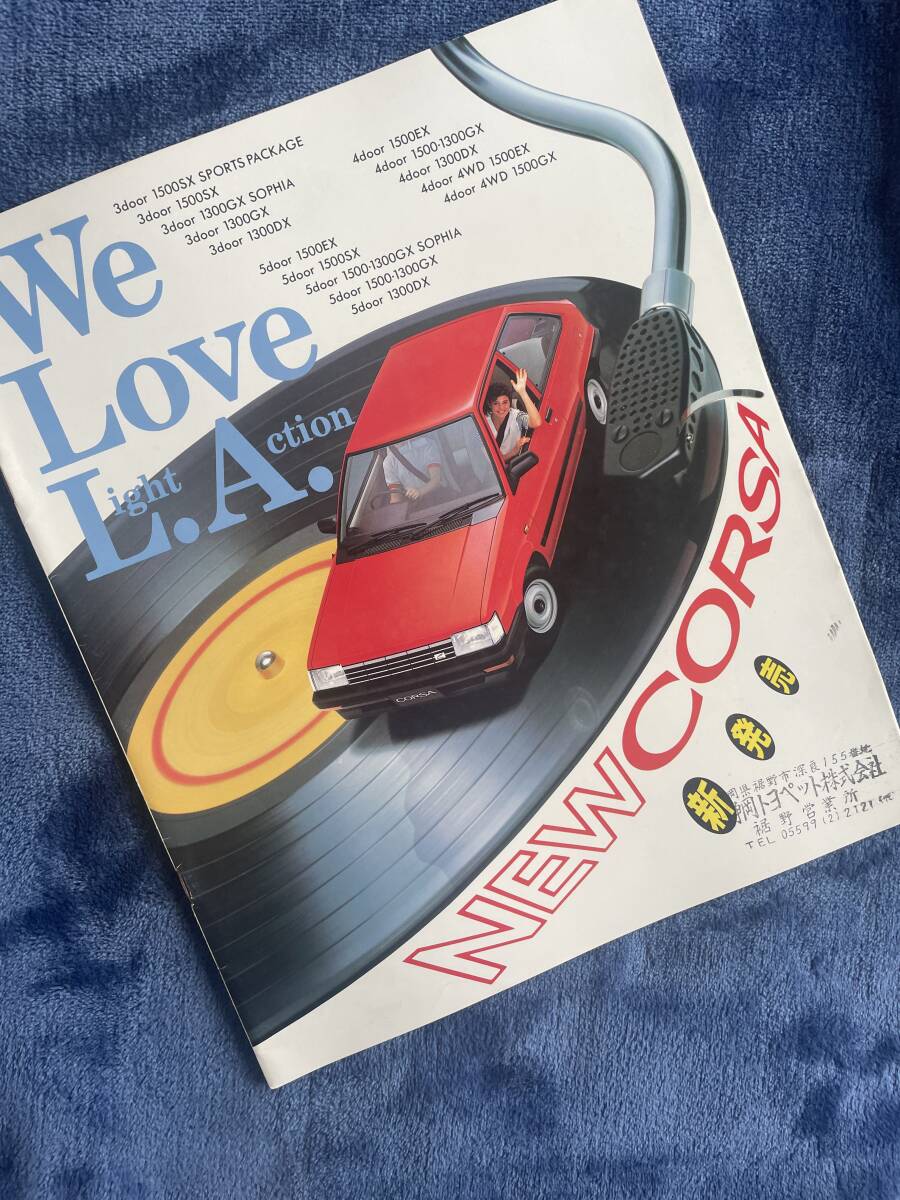 3door 1500SX SPORTS PACKAGE
3door 1500SX
3door 1300GX SOPHIA
3door 1300GX
3door 1300DX
4door 1500EX
4door 1500·1300GX
4door 1300DX
4door 4WD 1500EX
4door 4WD 1500GX
5door 1500EX
5door 1500SX
5door 1500·1300GX SOPHIA
5door 1500·1300GX
5door 1300DX
We
Love
Light Action
CORSA
NEW CORSA
新発売
岡県裾野市深良155番地
岡トヨペット株式会社
裾野営業所
TEL 05599(2)2121